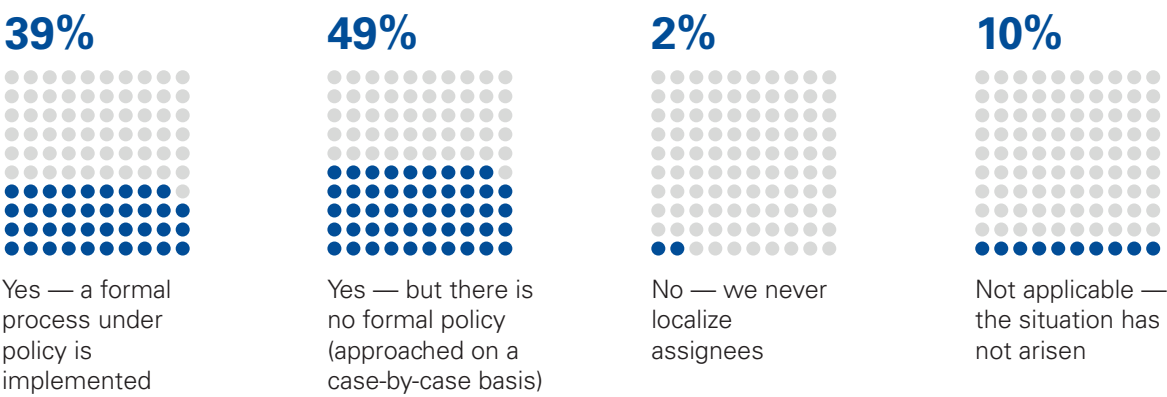 39%
Yes — a formal
process under
policy is
implemented
49%
Yes — but there is
no formal policy
(approached on a
case-by-case basis)
2%
No — we never
localize
assignees
10%
Not applicable —
the situation has
not arisen